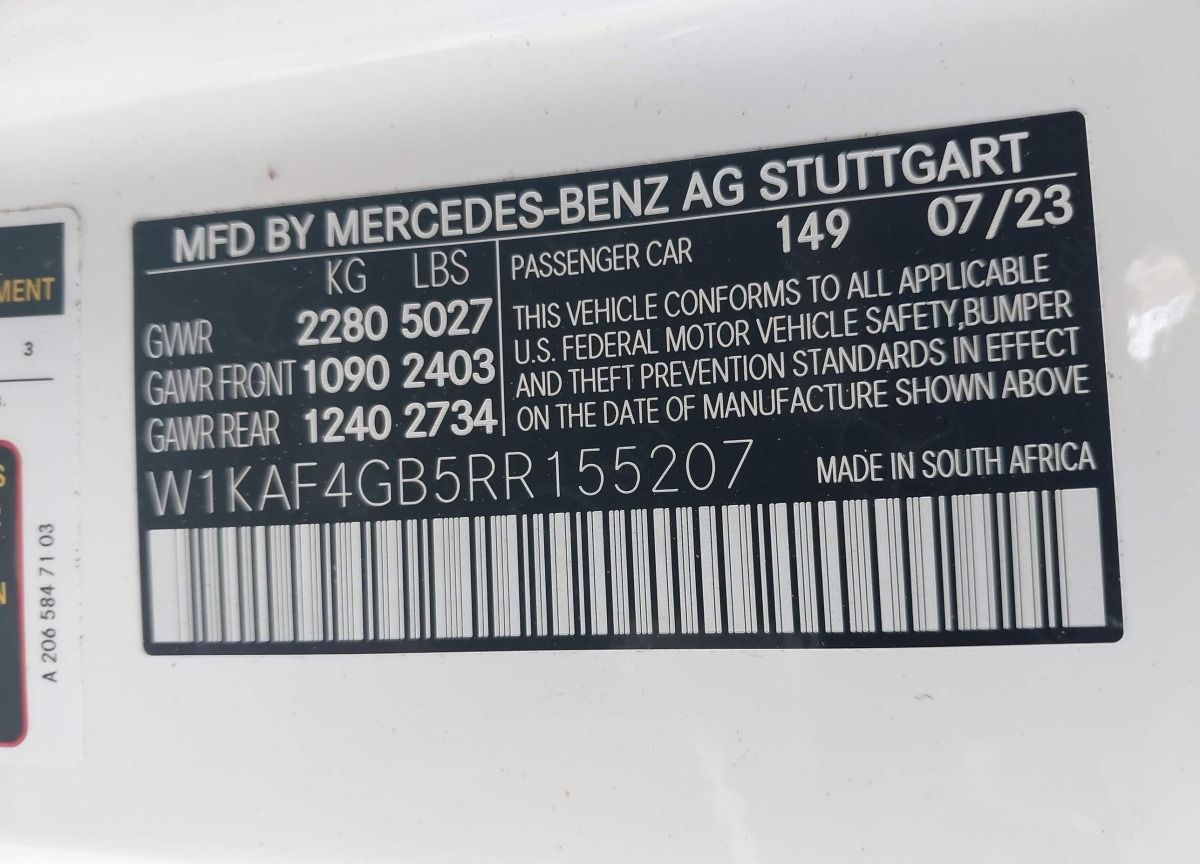 MFD BY MERCEDES-BENZ AG STUTTGART
KG LBS
GVWR 2280 5027
GAWR FRONT 1090 2403
GAWR REAR 1240 2734
PASSENGER CAR 149 07/23
THIS VEHICLE CONFORMS TO ALL APPLICABLE
U.S. FEDERAL MOTOR VEHICLE SAFETY,BUMPER
AND THEFT PREVENTION STANDARDS IN EFFECT
ON THE DATE OF MANUFACTURE SHOWN ABOVE
W1KAF4GB5RR155207 MADE IN SOUTH AFRICA
MENT
3
S
N
A 206 584 71 03